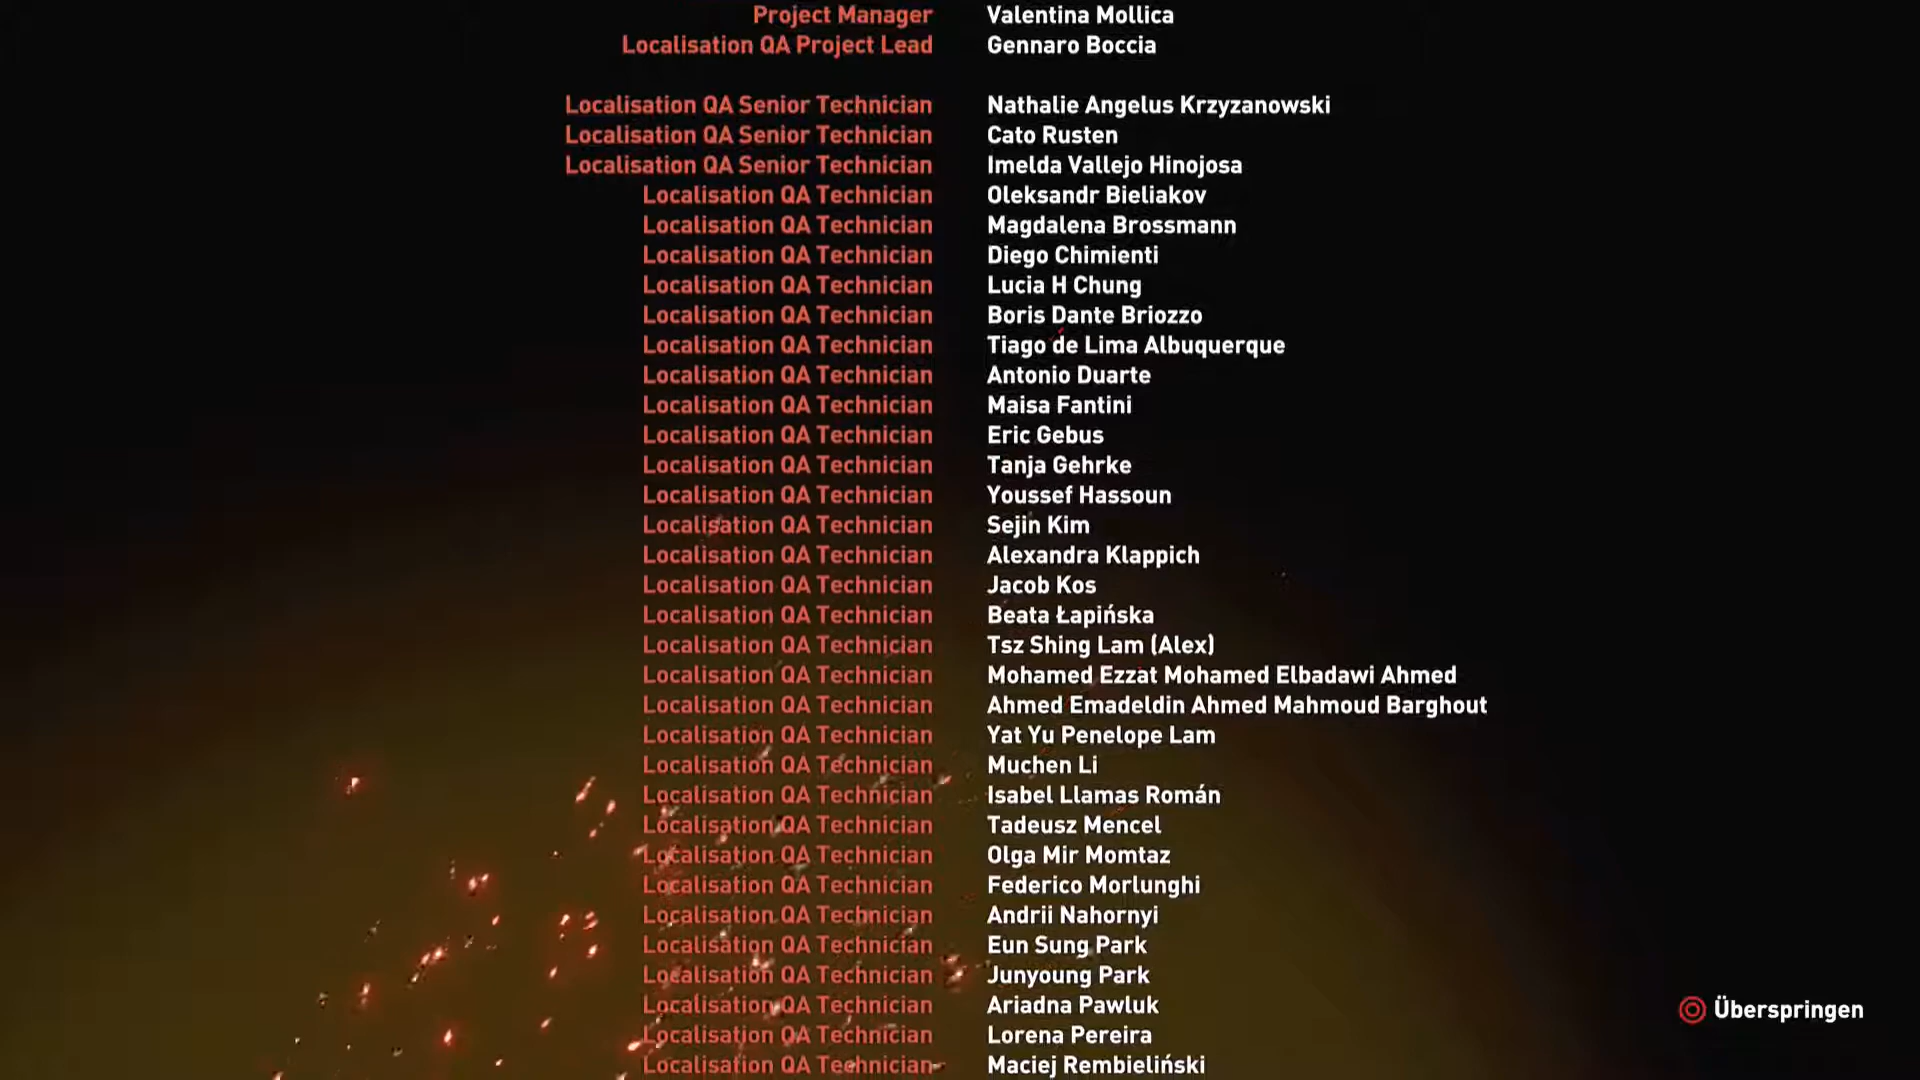 Project Manager Valentina Mollica
Localisation QA Project Lead Gennaro Boccia
Localisation QA Senior Technician Nathalie Angelus Krzyzanowski
Localisation QA Senior Technician Cato Rusten
Localisation QA Senior Technician Imelda Vallejo Hinojosa
Localisation QA Technician Oleksandr Bieliakov
Localisation QA Technician Magdalena Brossmann
Localisation QA Technician Diego Chimienti
Localisation QA Technician Lucia H Chung
Localisation QA Technician Boris Dante Briozzo
Localisation QA Technician Tiago de Lima Albuquerque
Localisation QA Technician Antonio Duarte
Localisation QA Technician Maisa Fantini
Localisation QA Technician Eric Gebus
Localisation QA Technician Tanja Gehrke
Localisation QA Technician Youssef Hassoun
Localisation QA Technician Sejin Kim
Localisation QA Technician Alexandra Klappich
Localisation QA Technician Jacob Kos
Localisation QA Technician Beata Łapińska
Localisation QA Technician Tsz Shing Lam (Alex)
Localisation QA Technician Mohamed Ezzat Mohamed Elbadawi Ahmed
Localisation QA Technician Ahmed Emadeldin Ahmed Mahmoud Barghout
Localisation QA Technician Yat Yu Penelope Lam
Localisation QA Technician Muchen Li
Localisation QA Technician Isabel Llamas Román
Localisation QA Technician Tadeusz Mencel
Localisation QA Technician Olga Mir Momtaz
Localisation QA Technician Federico Morlunghi
Localisation QA Technician Andrii Nahornyi
Localisation QA Technician Eun Sung Park
Localisation QA Technician Junyoung Park
Localisation QA Technician Ariadna Pawluk
Überspringen
Localisation QA Technician Lorena Pereira
Localisation QA Technician Maciej Rembieliński